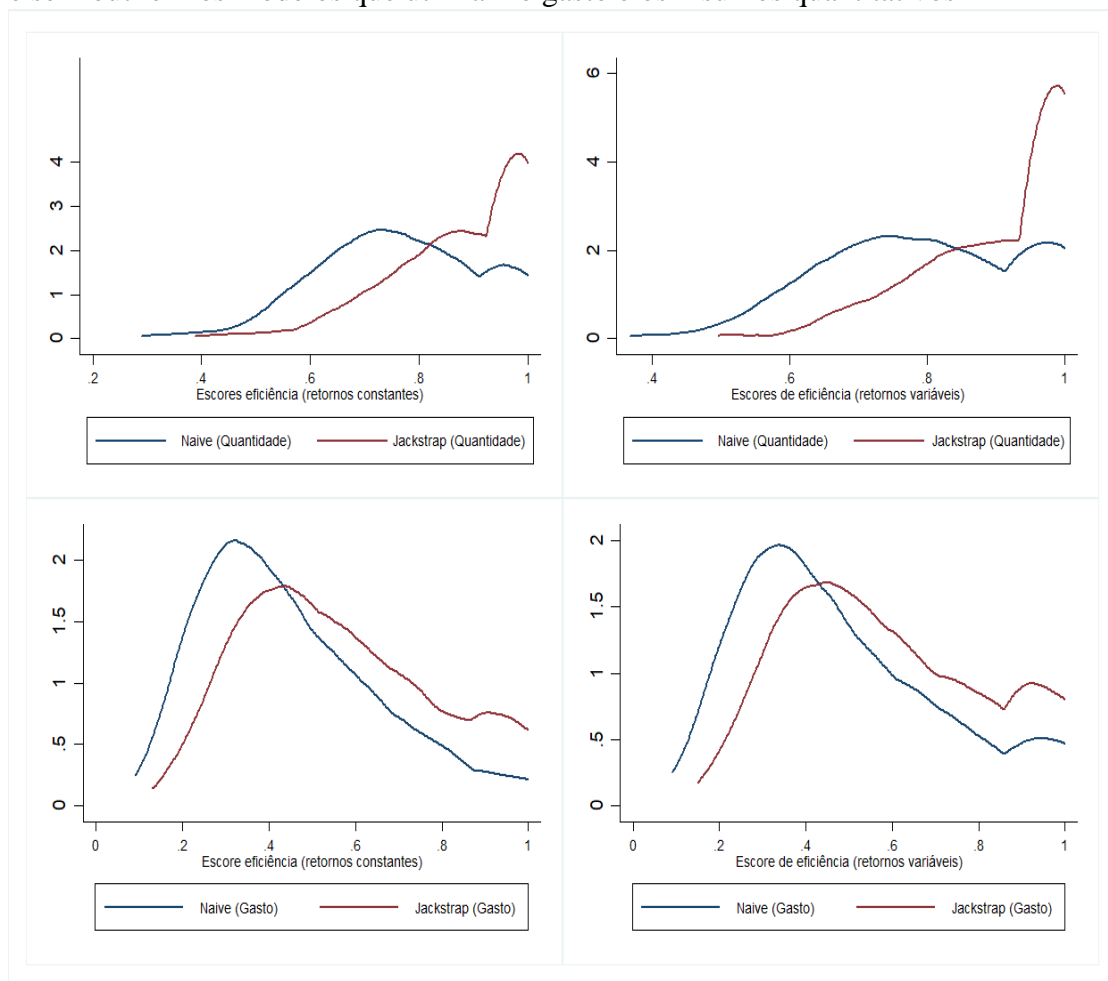 4
3
2
1
0
.2 .4 .6 .8 1
Escores eficiência (retornos constantes)
Naive (Quantidade) Jackstrap (Quantidade)
6
4
2
0
.4 .6 .8 1
Escores de eficiência (retornos variáveis)
Naive (Quantidade) Jackstrap (Quantidade)
2
1.5
1
.5
0
0 .2 .4 .6 .8 1
Escore eficiência (retornos constantes)
Naive (Gasto) Jackstrap (Gasto)
2
1.5
1
.5
0
0 .2 .4 .6 .8 1
Escore de eficiência (retornos variáveis)
Naive (Gasto) Jackstrap (Gasto)